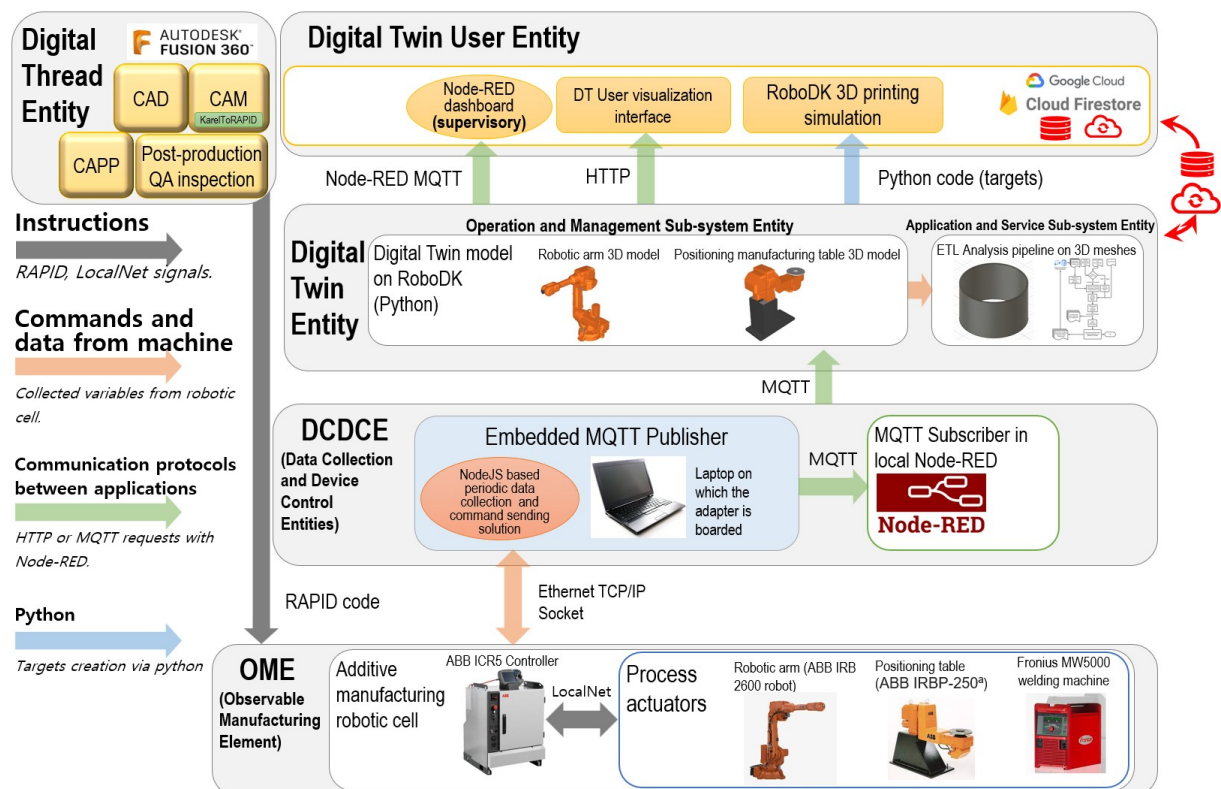 Digital
Thread
Entity
AUTODESK®
FUSION 360™
CAD
CAM
KarelToRAPID
CAPP
Post-production
QA inspection
Digital Twin User Entity
Node-RED
dashboard
(supervisory)
DT User visualization
interface
RoboDK 3D printing
simulation
Google Cloud
Cloud Firestore
Node-RED MQTT
HTTP
Python code (targets)
Instructions
RAPID, LocalNet signals.
Commands and
data from machine
Collected variables from robotic
cell.
Communication protocols
between applications
HTTP or MQTT requests with
Node-RED.
Python
Targets creation via python
Digital
Twin
Entity
Operation and Management Sub-system Entity
Digital Twin model
on RoboDK
(Python)
Robotic arm 3D model
Positioning manufacturing table 3D model
Application and Service Sub-system Entity
ETL Analysis pipeline on 3D meshes
MQTT
DCDCE
(Data Collection
and Device
Control
Entities)
Embedded MQTT Publisher
NodeJS based
periodic data
collection and
command sending
solution
Laptop on
which the
adapter is
boarded
MQTT
MQTT Subscriber in
local Node-RED
Node-RED
RAPID code
Ethernet TCP/IP
Socket
OME
(Observable
Manufacturing
Element)
Additive
manufacturing
robotic cell
ABB ICR5 Controller
LocalNet
Process
actuators
Robotic arm (ABB IRB
2600 robot)
Positioning table
(ABB IRBP-250ª)
Fronius MW5000
welding machine
ABB
ABB